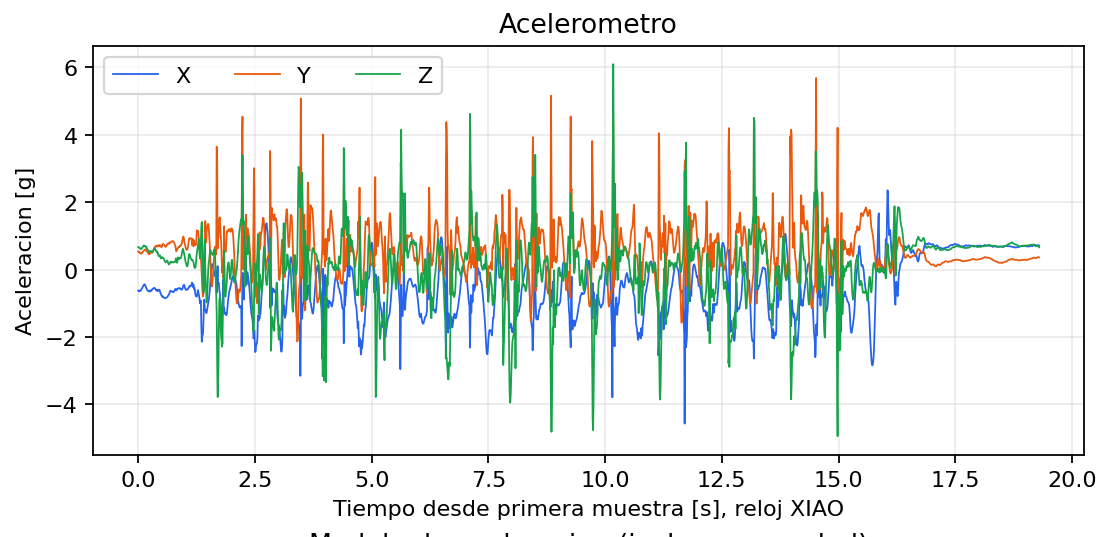 Acelerometro
X Y Z
Aceleracion [g]
6
4
2
0
−2
−4
0.0 2.5 5.0 7.5 10.0 12.5 15.0 17.5 20.0
Tiempo desde primera muestra [s], reloj XIAO